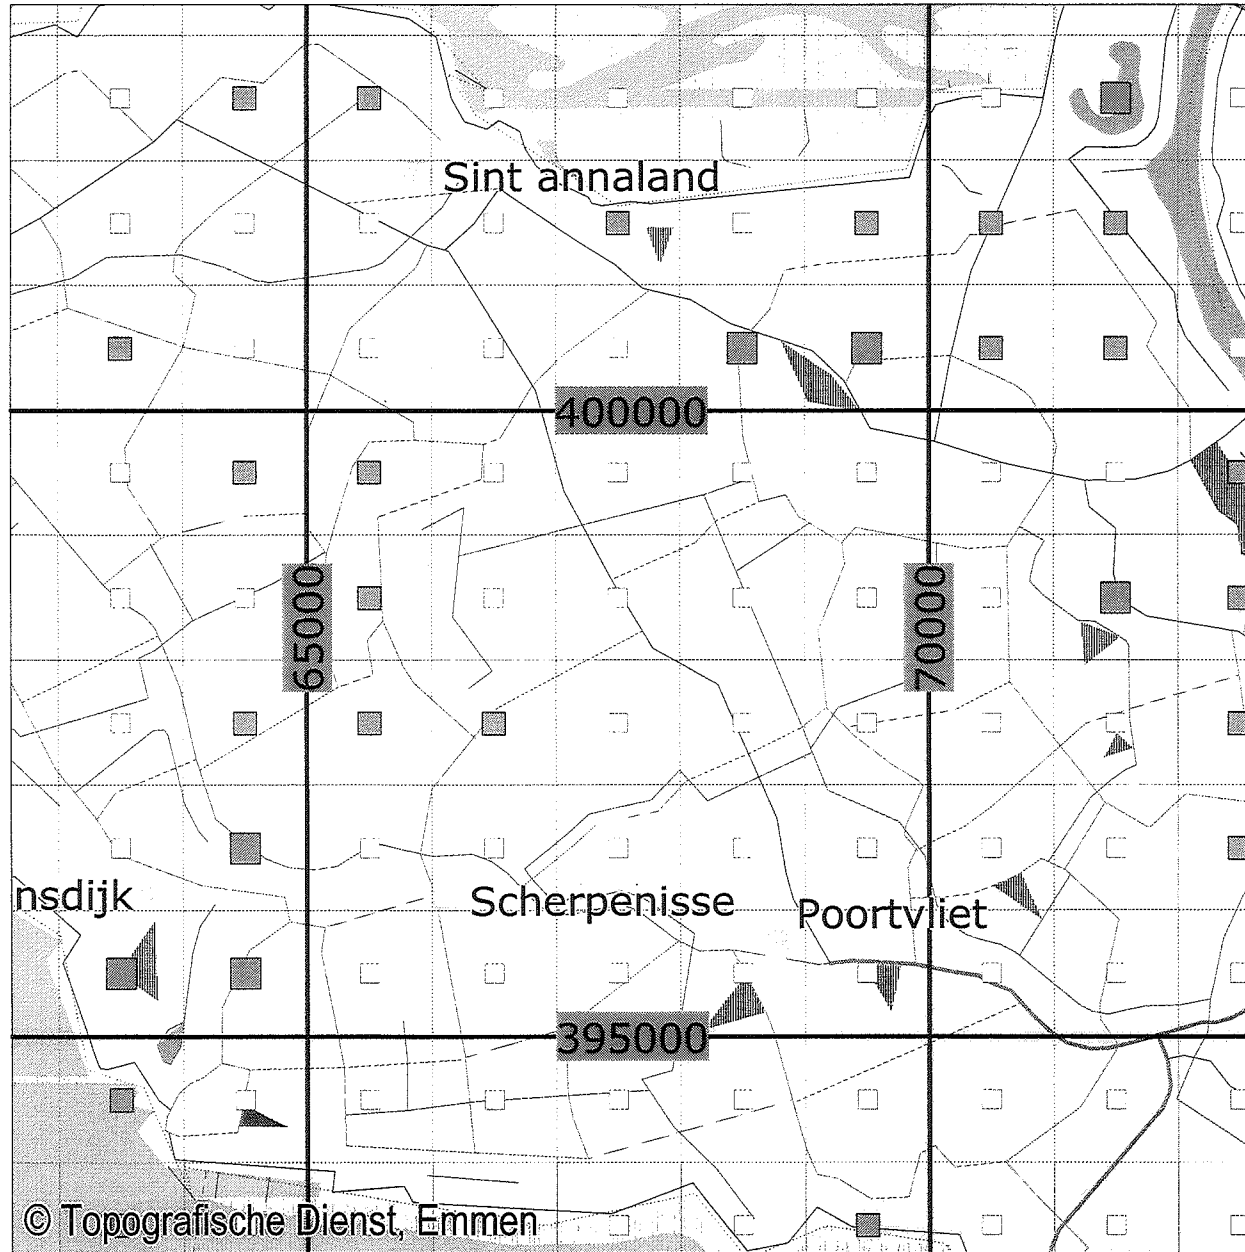 Sint annaland
400000
65000
70000
nsdijk
Scherpenisse
Poortvliet
395000
© Topografische Dienst, Emmen